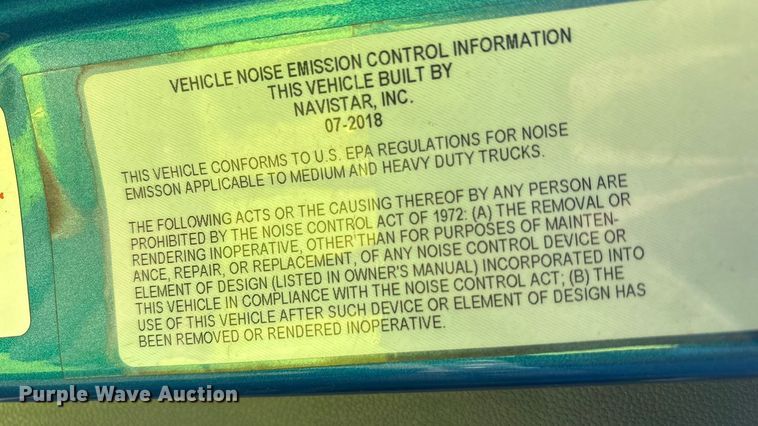 VEHICLE NOISE EMISSION CONTROL INFORMATION
THIS VEHICLE BUILT BY
NAVISTAR, INC.
07-2018
THIS VEHICLE CONFORMS TO U.S. EPA REGULATIONS FOR NOISE
EMISSON APPLICABLE TO MEDIUM AND HEAVY DUTY TRUCKS.
THE FOLLOWING ACTS OR THE CAUSING THEREOF BY ANY PERSON ARE
PROHIBITED BY THE NOISE CONTROL ACT OF 1972: (A) THE REMOVAL OR
RENDERING INOPERATIVE, OTHER THAN FOR PURPOSES OF MAINTEN-
ANCE, REPAIR, OR REPLACEMENT, OF ANY NOISE CONTROL DEVICE OR
ELEMENT OF DESIGN (LISTED IN OWNER'S MANUAL) INCORPORATED INTO
THIS VEHICLE IN COMPLIANCE WITH THE NOISE CONTROL ACT; (B) THE
USE OF THIS VEHICLE AFTER SUCH DEVICE OR ELEMENT OF DESIGN HAS
BEEN REMOVED OR RENDERED INOPERATIVE.
Purple Wave Auction